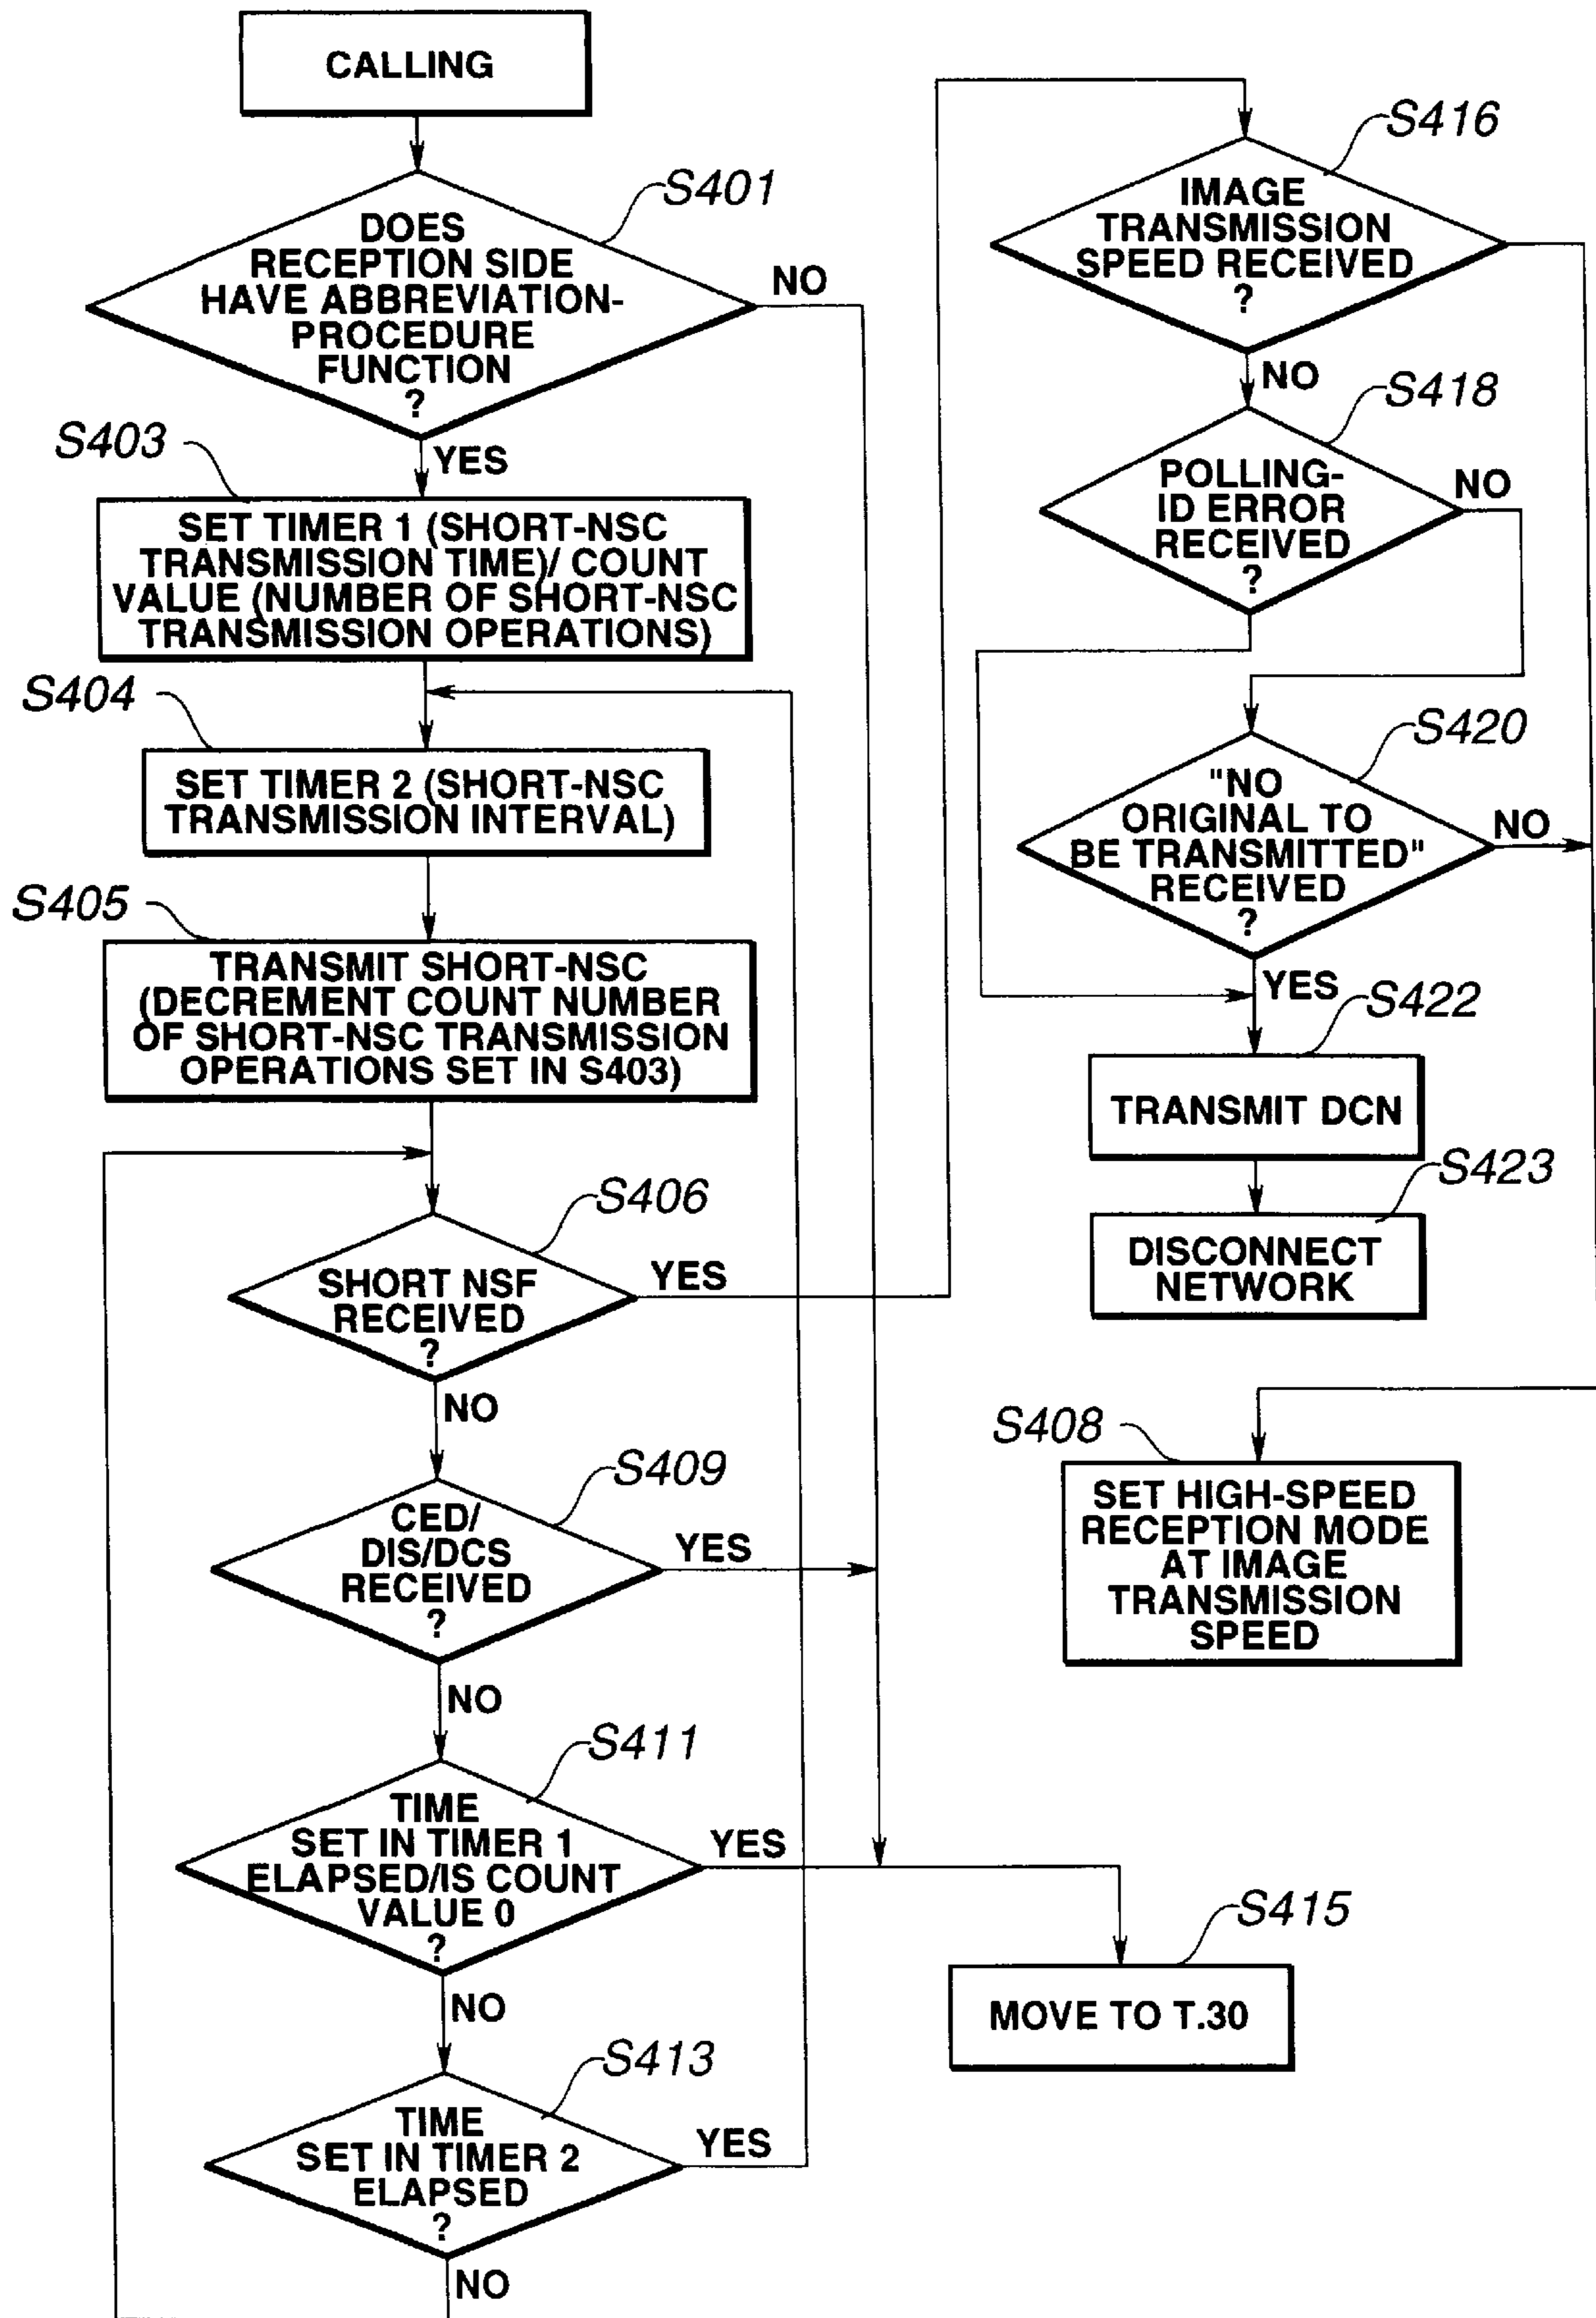 CALLING
S401
DOES
RECEPTION SIDE
HAVE ABBREVIATION-
PROCEDURE
FUNCTION
?
NO
YES
S403
SET TIMER 1 (SHORT-NSC
TRANSMISSION TIME)/ COUNT
VALUE (NUMBER OF SHORT-NSC
TRANSMISSION OPERATIONS)
S404
SET TIMER 2 (SHORT-NSC
TRANSMISSION INTERVAL)
S405
TRANSMIT SHORT-NSC
(DECREMENT COUNT NUMBER
OF SHORT-NSC TRANSMISSION
OPERATIONS SET IN S403)
S406
SHORT NSF
RECEIVED
?
YES
NO
S409
CED/
DIS/DCS
RECEIVED
?
YES
NO
S411
TIME
SET IN TIMER 1
ELAPSED/IS COUNT
VALUE 0
?
YES
NO
S413
TIME
SET IN TIMER 2
ELAPSED
?
YES
NO
S416
IMAGE
TRANSMISSION
SPEED RECEIVED
?
NO
S418
POLLING-
ID ERROR
RECEIVED
?
NO
S420
"NO
ORIGINAL TO
BE TRANSMITTED"
RECEIVED
?
NO
YES
S422
TRANSMIT DCN
S423
DISCONNECT
NETWORK
S408
SET HIGH-SPEED
RECEPTION MODE
AT IMAGE
TRANSMISSION
SPEED
S415
MOVE TO T.30